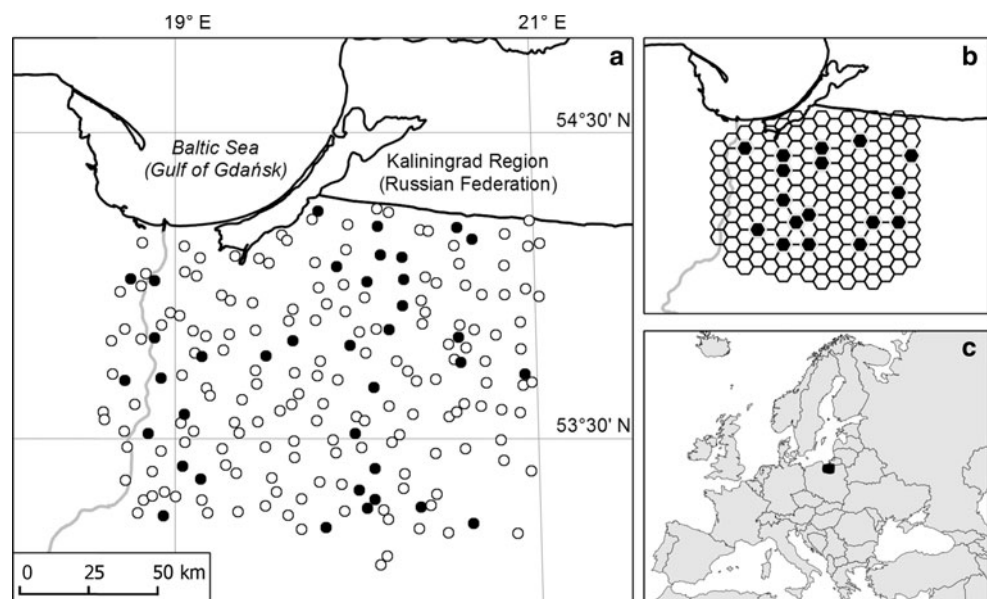 19° E
21° E
a
b
54°30' N
Baltic Sea
(Gulf of Gdańsk)
Kaliningrad Region
(Russian Federation)
c
53°30' N
0 25 50 km